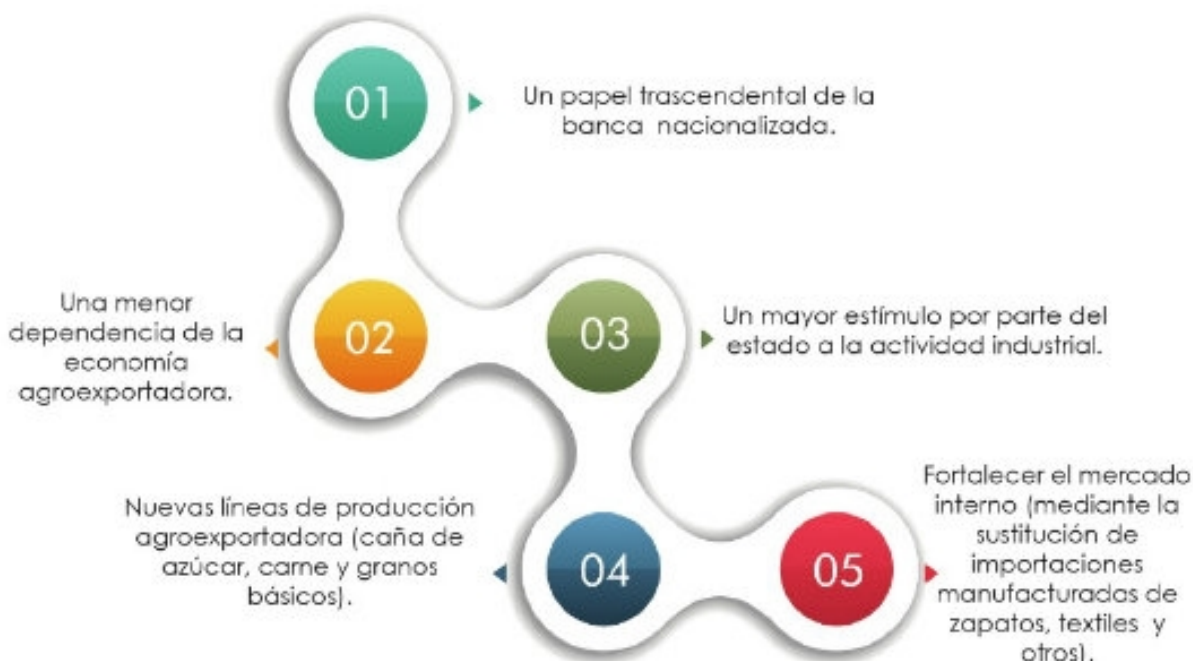 01
Un papel trascendental de la
banca nacionalizada.
Una menor
dependencia de la
economía
agroexportadora.
02
03
Un mayor estímulo por parte del
estado a la actividad industrial.
Nuevas líneas de producción
agroexportadora (caña de
azúcar, carne y granos
básicos).
04
05
Fortalecer el mercado
interno (mediante la
sustitución de
importaciones
manufacturadas de
zapatos, textiles y
otros).